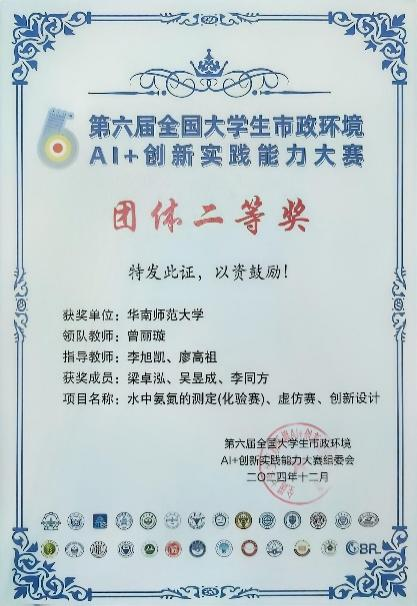 第六届全国大学生市政环境
AI+创新实践能力大赛
团体二等奖
特发此证，以资鼓励！
获奖单位：华南师范大学
领队教师：曾丽璇
指导教师：李旭凯、廖高祖
获奖成员：梁卓泓、吴昱成、李同方
项目名称：水中氨氮的测定(化验赛)、虚仿赛、创新设计
第六届全国大学生市政环境
AI+创新实践能力大赛组委会
二〇二四年十二月